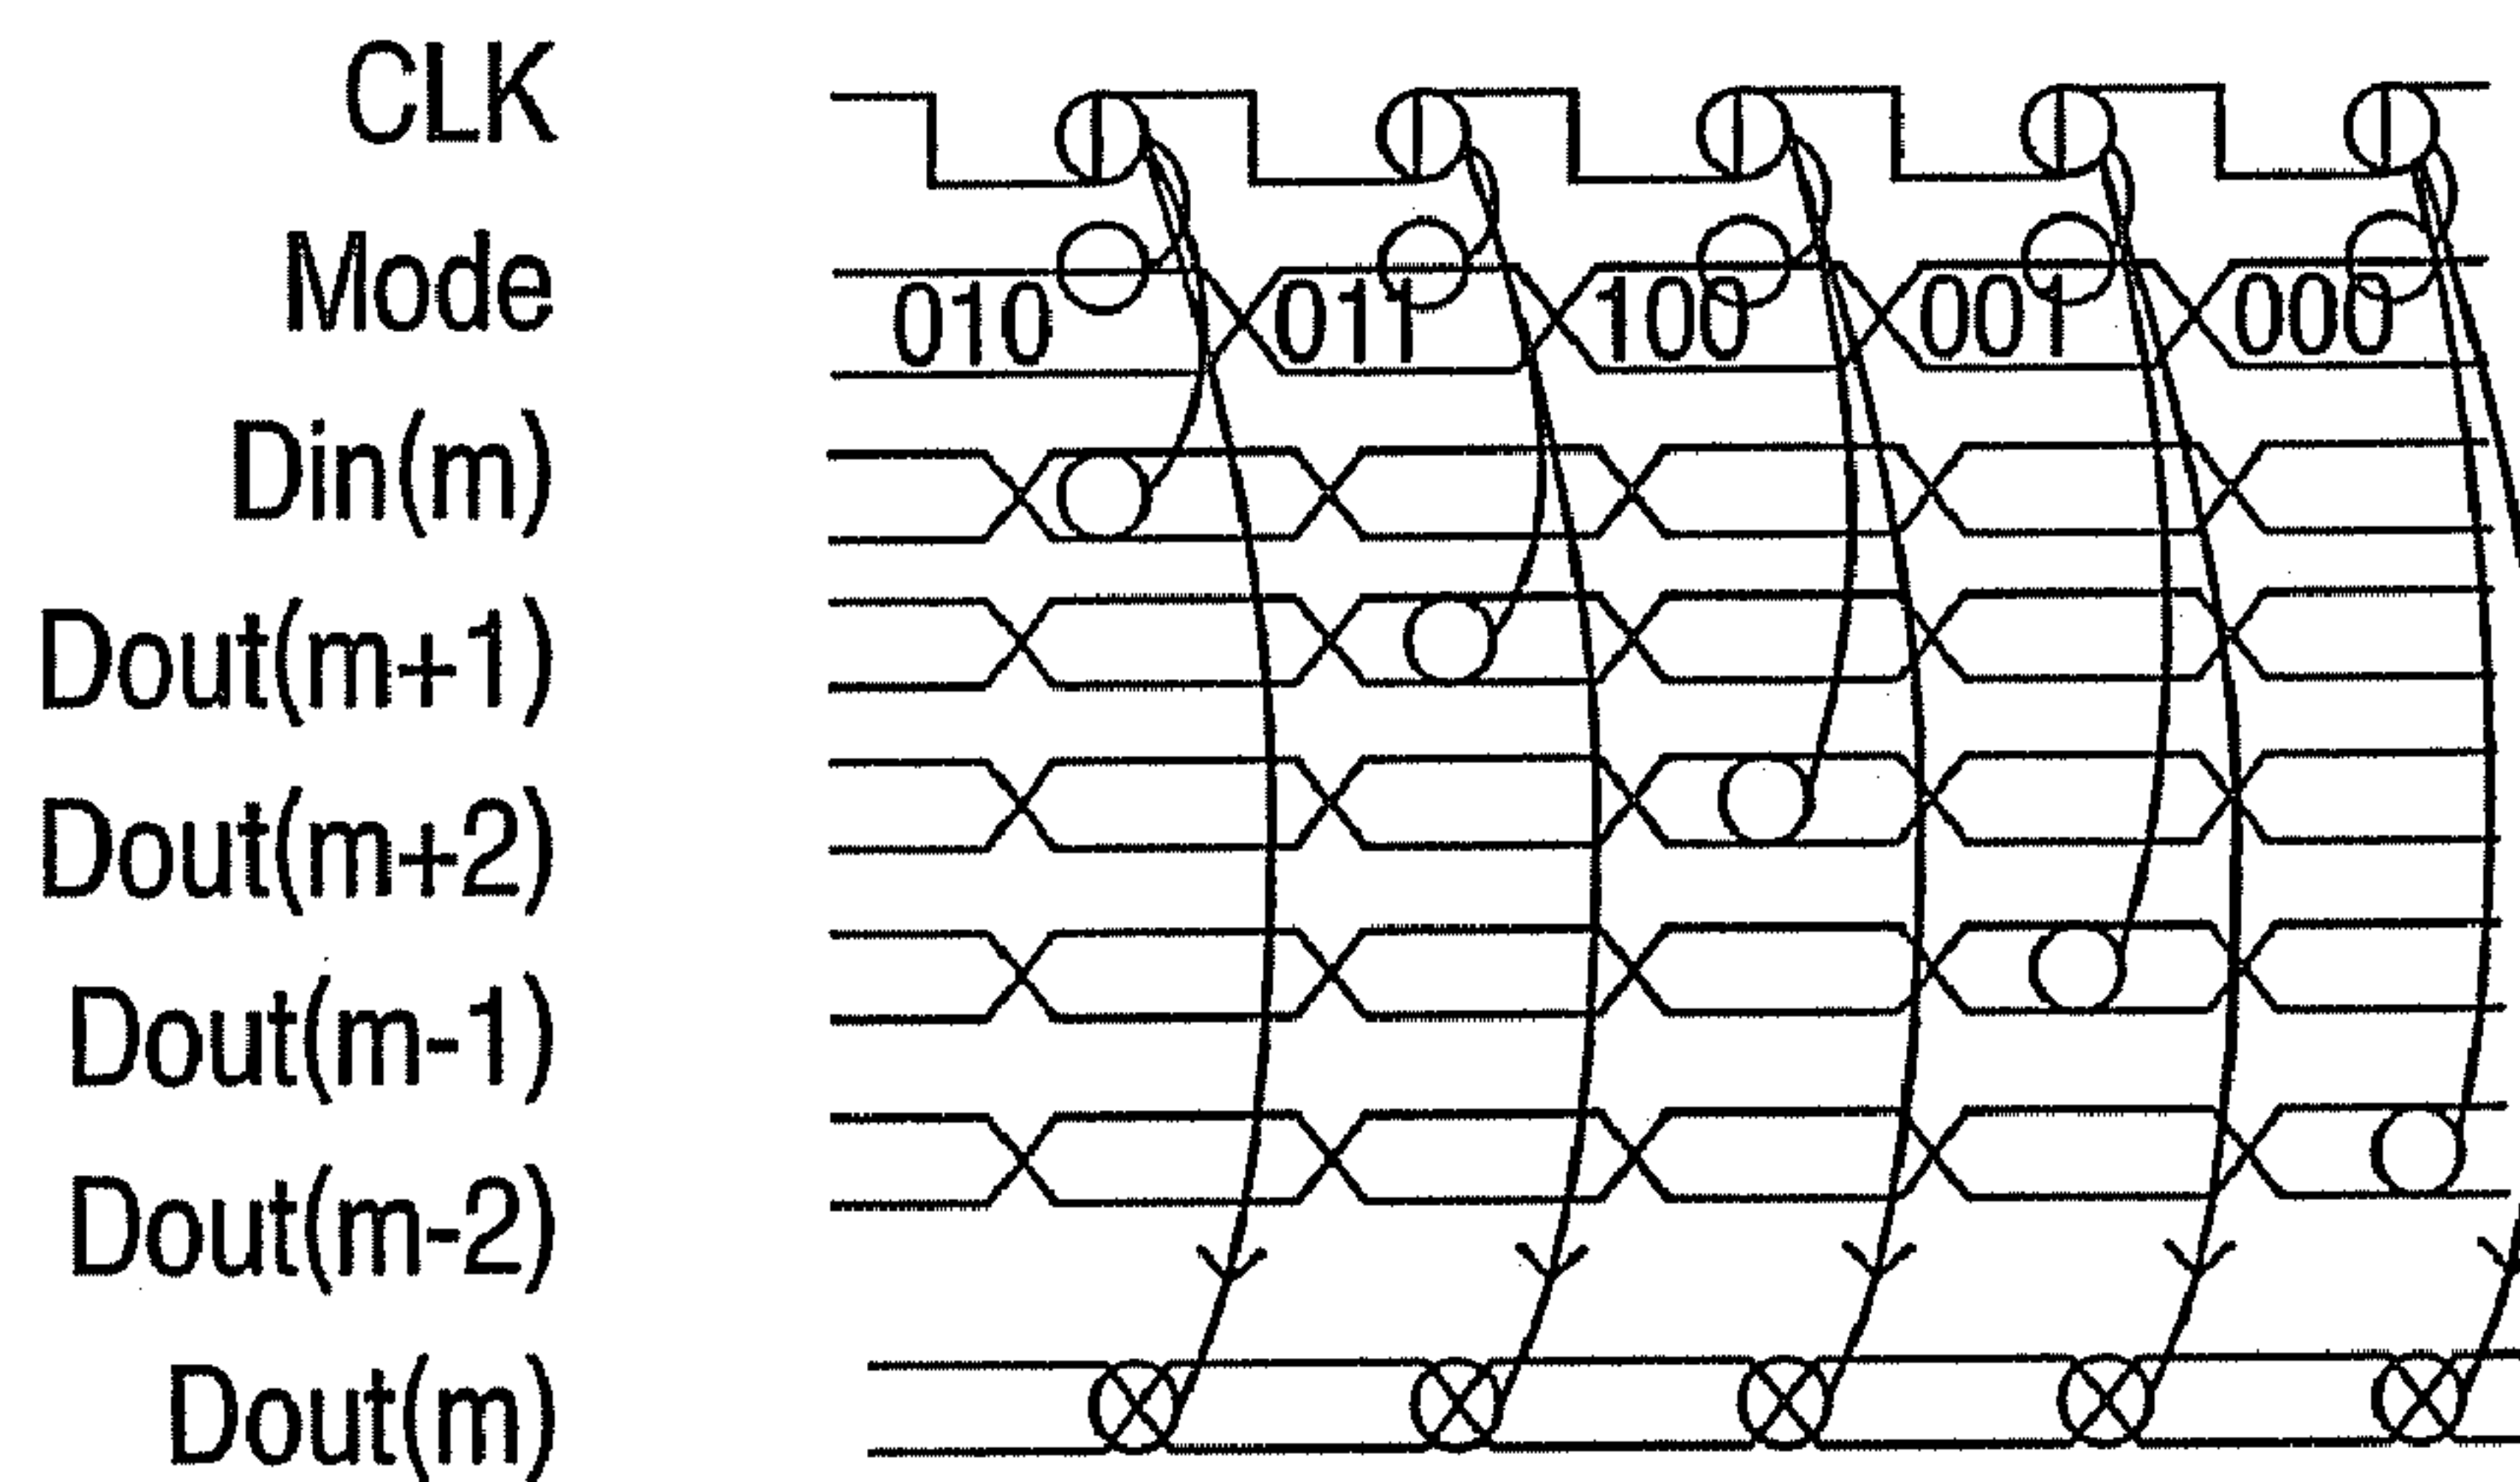 CLK
Mode
010 011 100 001 000
Din(m)
Dout(m+1)
Dout(m+2)
Dout(m-1)
Dout(m-2)
Dout(m)